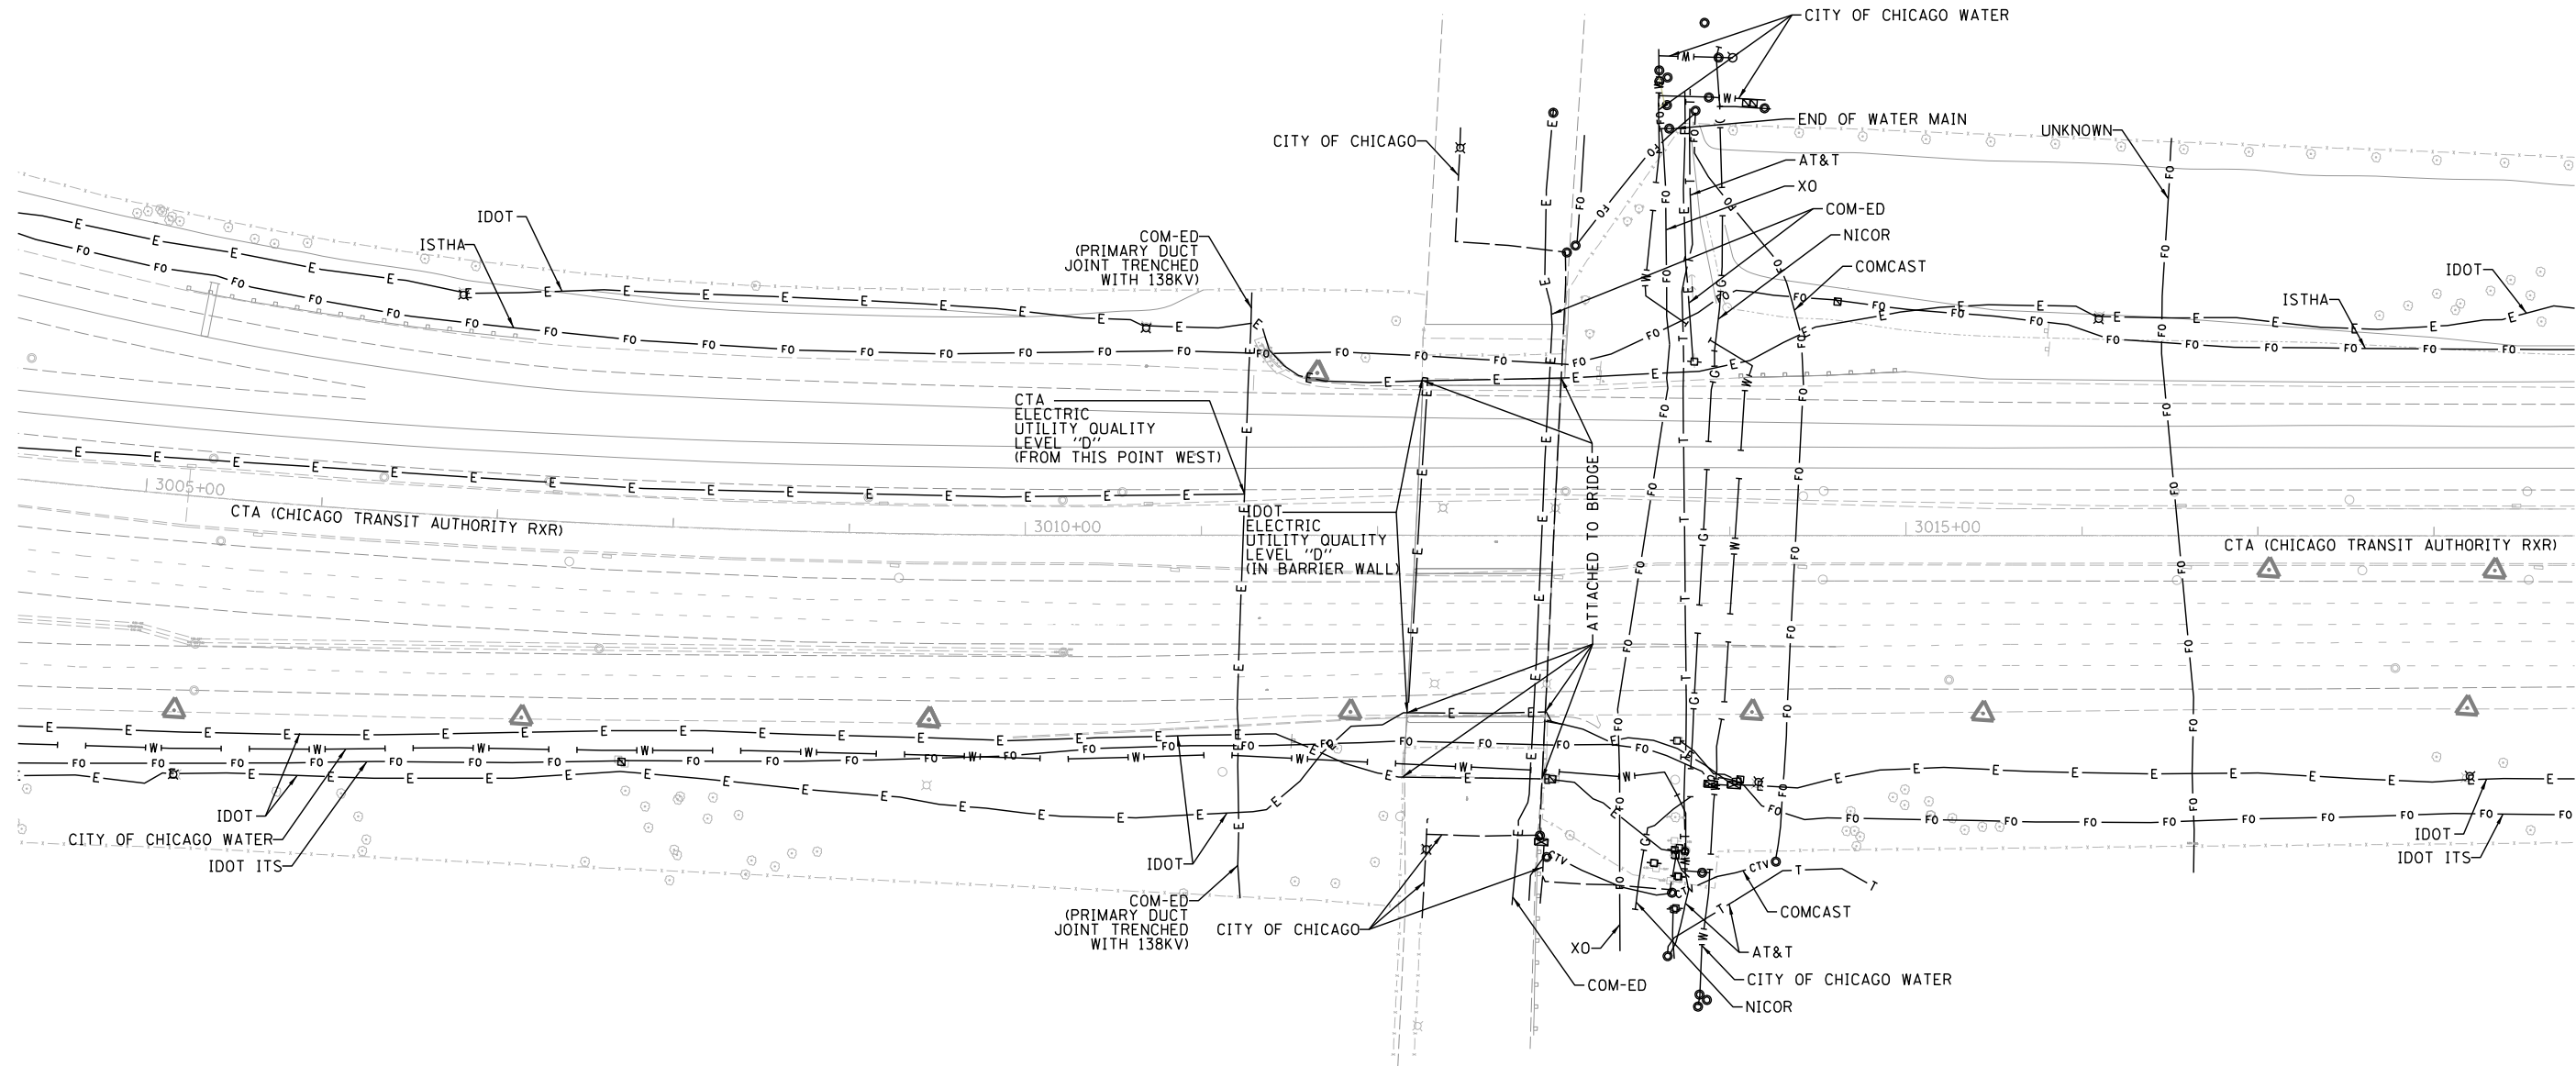 CITY OF CHICAGO WATER
END OF WATER MAIN
CITY OF CHICAGO
UNKNOWN
AT&T
XO
COM-ED
NICOR
COMCAST
IDOT
ISTHA
COM-ED
(PRIMARY DUCT
JOINT TRENCHED
WITH 138KV)
IDOT
ISTHA
CTA
ELECTRIC
UTILITY QUALITY
LEVEL "D"
(FROM THIS POINT WEST)
3005+00
CTA (CHICAGO TRANSIT AUTHORITY RXR)
3010+00
IDOT
ELECTRIC
UTILITY QUALITY
LEVEL "D"
(IN BARRIER WALL)
ATTACHED TO BRIDGE
3015+00
CTA (CHICAGO TRANSIT AUTHORITY RXR)
IDOT
CITY OF CHICAGO WATER
IDOT ITS
IDOT
COM-ED
(PRIMARY DUCT
JOINT TRENCHED
WITH 138KV)
CITY OF CHICAGO
XO
COM-ED
COMCAST
AT&T
CITY OF CHICAGO WATER
NICOR
IDOT
IDOT ITS
E
FO
W
G
T
CTV